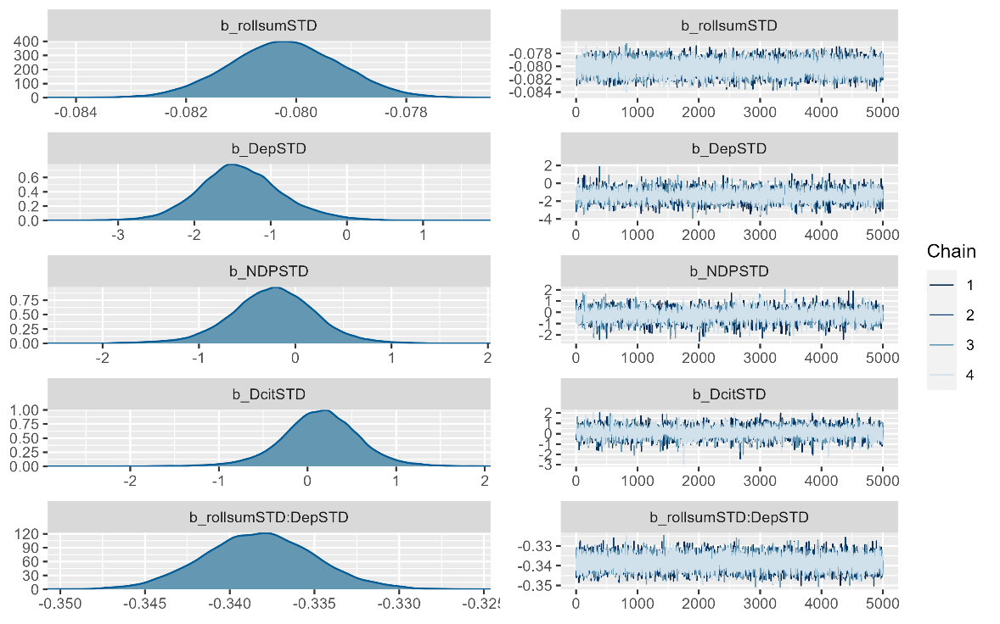 b_rollsumSTD
400
300
200
100
0
-0.084 -0.082 -0.080 -0.078
b_rollsumSTD
-0.078
-0.080
-0.082
-0.084
0 1000 2000 3000 4000 5000
b_DepSTD
0.6
0.4
0.2
0.0
-3 -2 -1 0 1
b_DepSTD
2
0
-2
-4
0 1000 2000 3000 4000 5000
b_NDPSTD
0.75
0.50
0.25
0.00
-2 -1 0 1 2
b_NDPSTD
2
1
0
-1
-2
0 1000 2000 3000 4000 5000
b_DcitSTD
1.00
0.75
0.50
0.25
0.00
-2 -1 0 1 2
b_DcitSTD
2
1
0
-1
-2
-3
0 1000 2000 3000 4000 5000
b_rollsumSTD:DepSTD
120
90
60
30
0
-0.350 -0.345 -0.340 -0.335 -0.330 -0.325
b_rollsumSTD:DepSTD
-0.33
-0.34
-0.35
0 1000 2000 3000 4000 5000
Chain
1
2
3
4